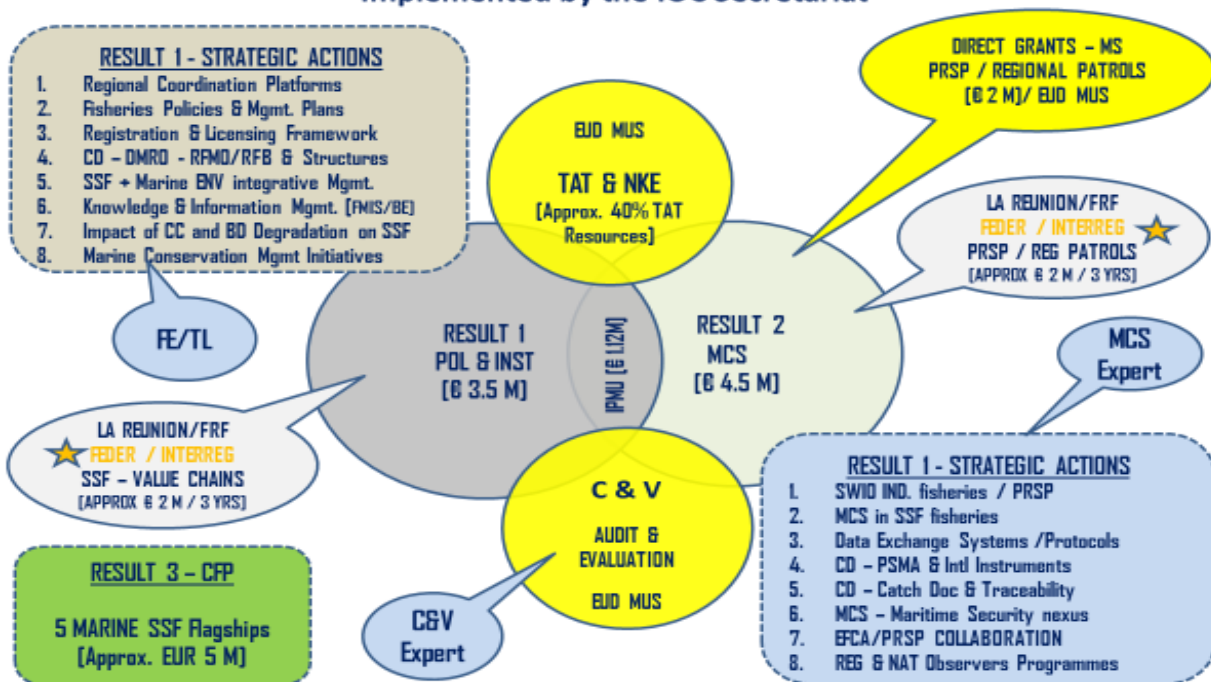 Implemented by the IOC Secretariat
RESULT 1 - STRATEGIC ACTIONS
1. Regional Coordination Platforms
2. Fisheries Policies & Mgmt. Plans
3. Registration & Licensing Framework
4. CD – DMRO - RFMO/RFB & Structures
5. SSF + Marine ENV integrative Mgmt.
6. Knowledge & Information Mgmt. [FMIS/BE]
7. Impact of CC and BD Degradation on SSF
8. Marine Conservation Mgmt Initiatives
FE/TL
EUD MUS
TAT & NKE
[Approx. 40% TAT
Resources]
DIRECT GRANTS – MS
PRSP / REGIONAL PATROLS
[€ 2 M]/ EUD MUS
LA REUNION/FRF
FEDER / INTERREG
PRSP / REG PATROLS
[APPROX € 2 M / 3 YRS]
RESULT 1
POL & INST
[€ 3.5 M]
IPMU [€ 1.12M]
RESULT 2
MCS
[€ 4.5 M]
MCS
Expert
LA REUNION/FRF
FEDER / INTERREG
SSF – VALUE CHAINS
[APPROX € 2 M / 3 YRS]
C & V
AUDIT &
EVALUATION
EUD MUS
C&V
Expert
RESULT 3 – CFP
5 MARINE SSF Flagships
[Approx. EUR 5 M]
RESULT 1 - STRATEGIC ACTIONS
1. SWIO IND. fisheries / PRSP
2. MCS in SSF fisheries
3. Data Exchange Systems /Protocols
4. CD – PSMA & Intl Instruments
5. CD – Catch Doc & Traceability
6. MCS – Maritime Security nexus
7. EFCA/PRSP COLLABORATION
8. REG & NAT Observers Programmes